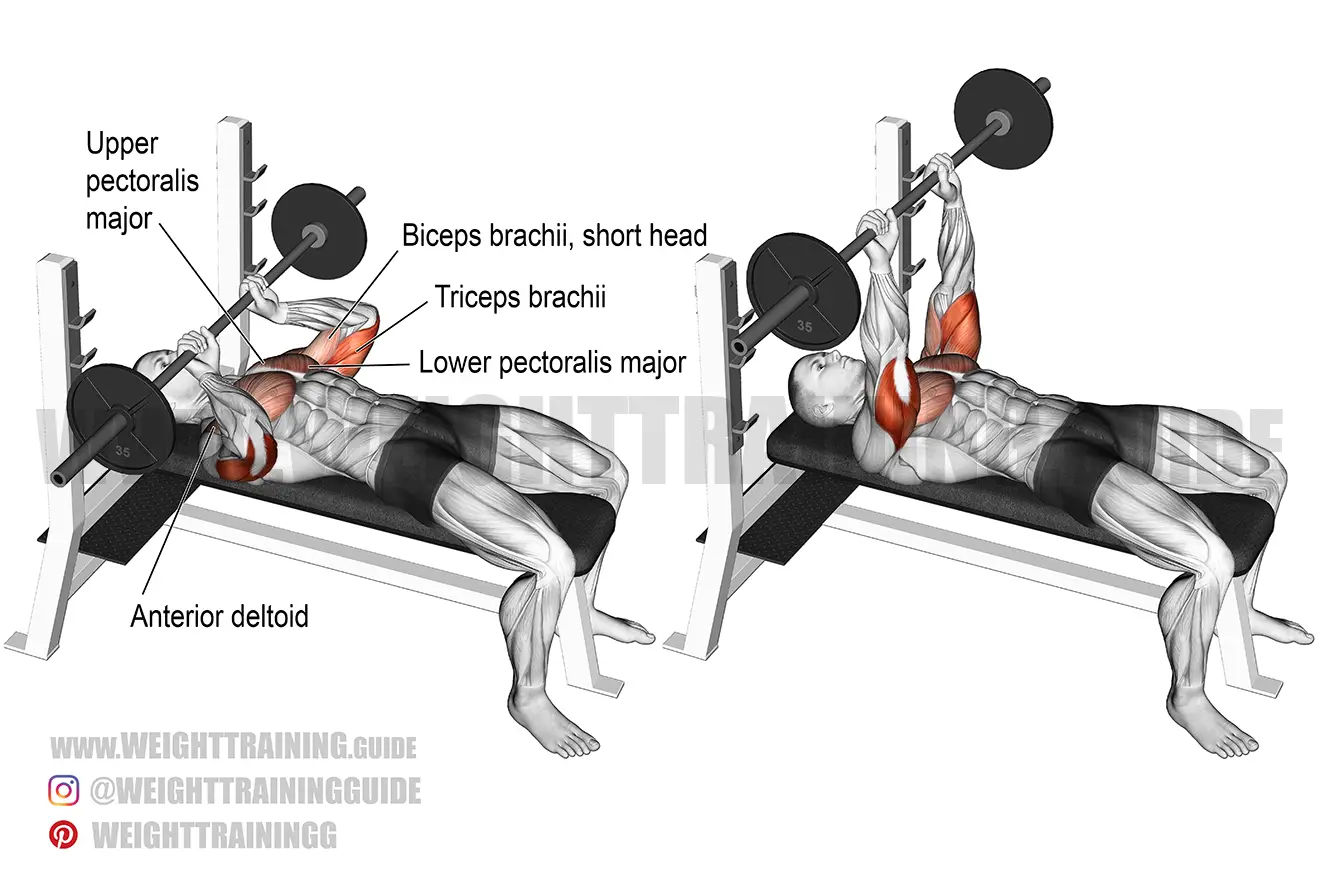 Upper
pectoralis
major
Biceps brachii, short head
Triceps brachii
Lower pectoralis major
35
35
WEIGHTTRAINING.GUIDE
Anterior deltoid
www.WEIGHTTRAINING.GUIDE
@WEIGHTTRAININGGUIDE
WEIGHTTRAININGG